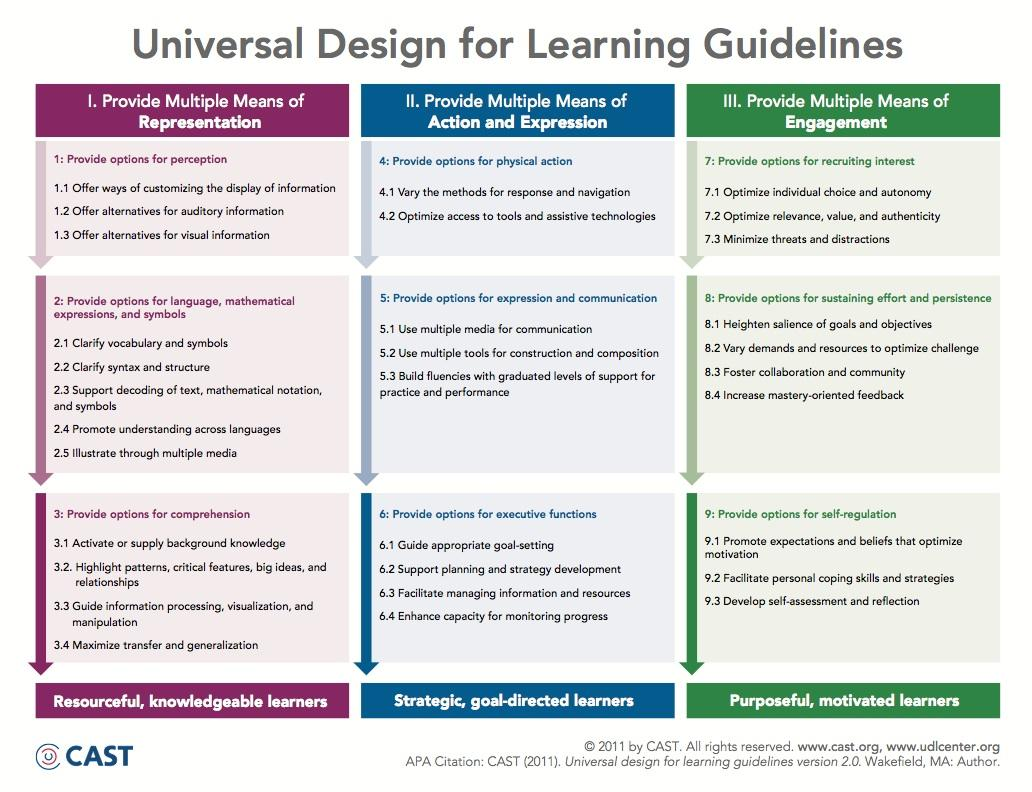 Universal Design for Learning Guidelines
I. Provide Multiple Means of
Representation
1: Provide options for perception
1.1 Offer ways of customizing the display of information
1.2 Offer alternatives for auditory information
1.3 Offer alternatives for visual information
2: Provide options for language, mathematical
expressions, and symbols
2.1 Clarify vocabulary and symbols
2.2 Clarify syntax and structure
2.3 Support decoding of text, mathematical notation,
and symbols
2.4 Promote understanding across languages
2.5 Illustrate through multiple media
3: Provide options for comprehension
3.1 Activate or supply background knowledge
3.2. Highlight patterns, critical features, big ideas, and
relationships
3.3 Guide information processing, visualization, and
manipulation
3.4 Maximize transfer and generalization
Resourceful, knowledgeable learners
II. Provide Multiple Means of
Action and Expression
4: Provide options for physical action
4.1 Vary the methods for response and navigation
4.2 Optimize access to tools and assistive technologies
5: Provide options for expression and communication
5.1 Use multiple media for communication
5.2 Use multiple tools for construction and composition
5.3 Build fluencies with graduated levels of support for
practice and performance
6: Provide options for executive functions
6.1 Guide appropriate goal-setting
6.2 Support planning and strategy development
6.3 Facilitate managing information and resources
6.4 Enhance capacity for monitoring progress
Strategic, goal-directed learners
III. Provide Multiple Means of
Engagement
7: Provide options for recruiting interest
7.1 Optimize individual choice and autonomy
7.2 Optimize relevance, value, and authenticity
7.3 Minimize threats and distractions
8: Provide options for sustaining effort and persistence
8.1 Heighten salience of goals and objectives
8.2 Vary demands and resources to optimize challenge
8.3 Foster collaboration and community
8.4 Increase mastery-oriented feedback
9: Provide options for self-regulation
9.1 Promote expectations and beliefs that optimize
motivation
9.2 Facilitate personal coping skills and strategies
9.3 Develop self-assessment and reflection
Purposeful, motivated learners
CAST
© 2011 by CAST. All rights reserved. www.cast.org, www.udlcenter.org
APA Citation: CAST (2011). Universal design for learning guidelines version 2.0. Wakefield, MA: Author.